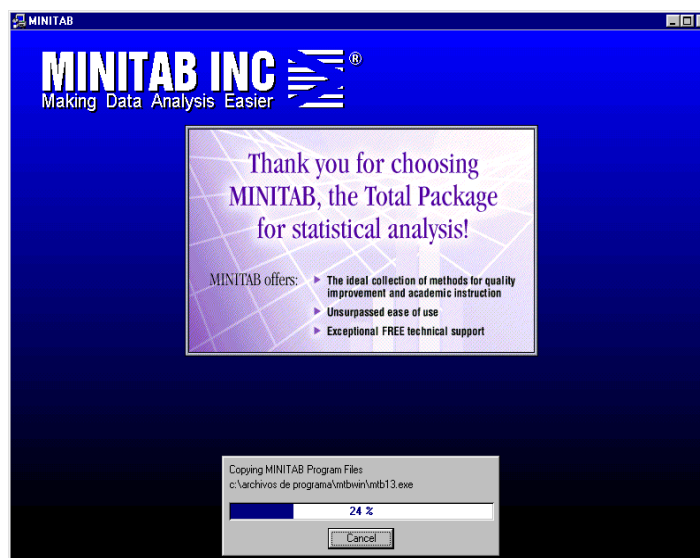 MINITAB
MINITAB INC ®
Making Data Analysis Easier
Thank you for choosing
MINITAB, the Total Package
for statistical analysis!
MINITAB offers:
The ideal collection of methods for quality
improvement and academic instruction
Unsurpassed ease of use
Exceptional FREE technical support
Copying MINITAB Program Files
c:\archivos de programa\mtbwin\mtb13.exe
24 %
Cancel